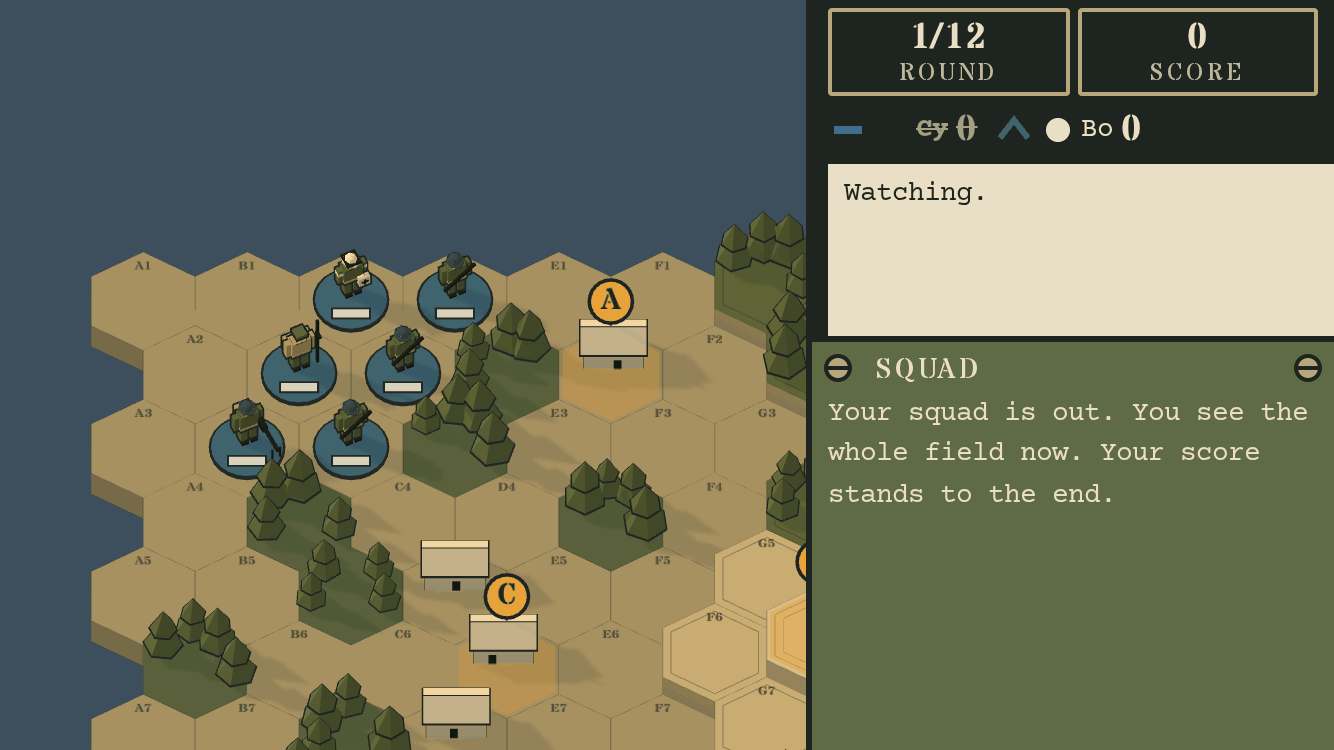 1/12
ROUND
0
SCORE
Cy 0
Bo 0
Watching.
SQUAD
Your squad is out. You see the
whole field now. Your score
stands to the end.
A1
B1
E1
F1
A
A2
F2
A3
E3
F3
G3
A4
C4
D4
F4
G5
A5
B5
E5
F5
C
F6
B6
C6
E6
G7
A7
B7
E7
F7